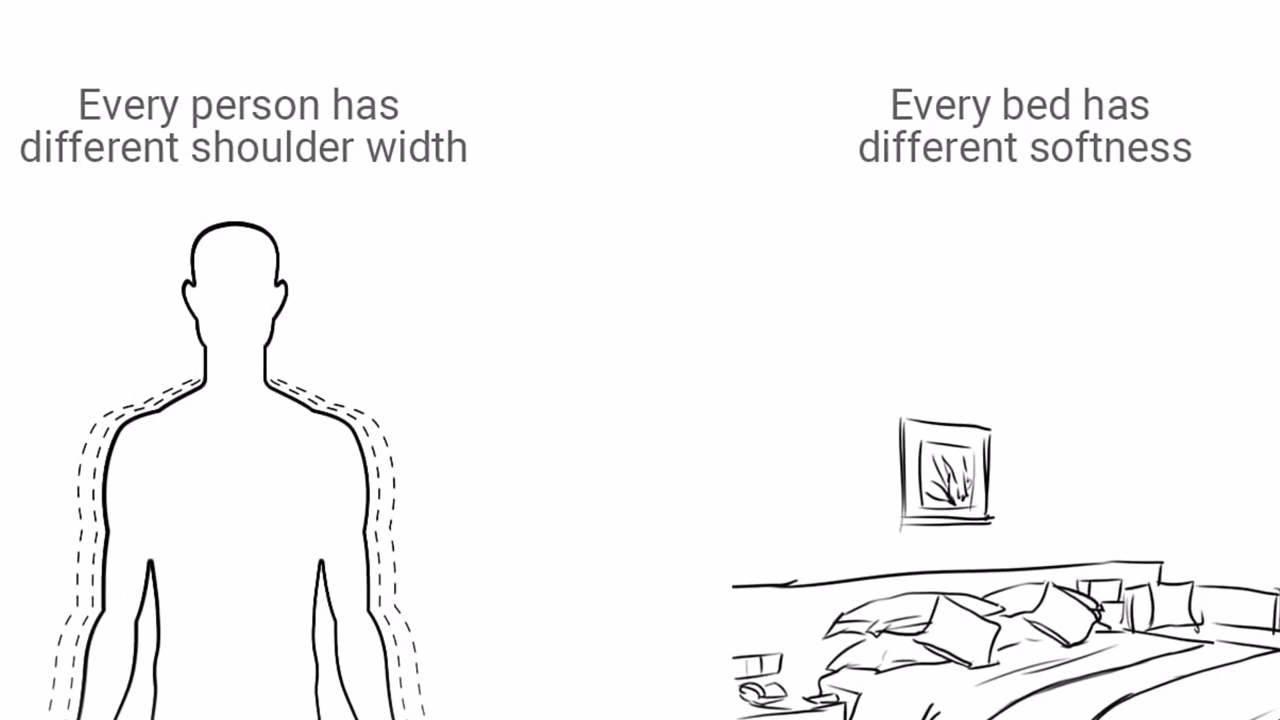 Every person has
different shoulder width
Every bed has
different softness